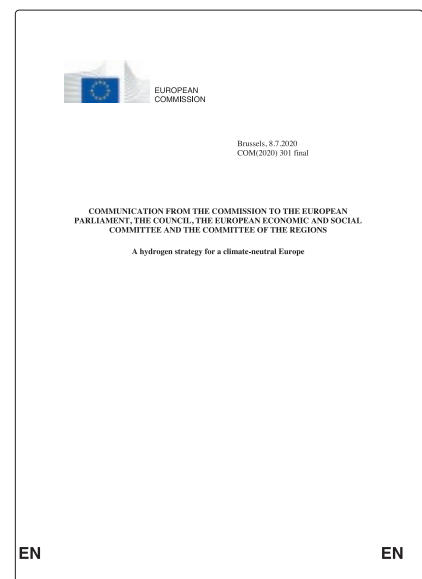 EUROPEAN
COMMISSION
Brussels, 8.7.2020
COM(2020) 301 final
COMMUNICATION FROM THE COMMISSION TO THE EUROPEAN
PARLIAMENT, THE COUNCIL, THE EUROPEAN ECONOMIC AND SOCIAL
COMMITTEE AND THE COMMITTEE OF THE REGIONS
A hydrogen strategy for a climate-neutral Europe
EN EN